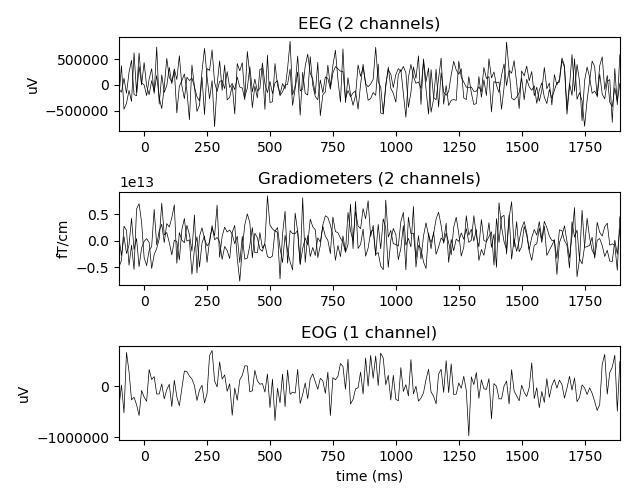 EEG (2 channels)
500000
0
−500000
uV
0 250 500 750 1000 1250 1500 1750
1e13
Gradiometers (2 channels)
0.5
0.0
−0.5
fT/cm
0 250 500 750 1000 1250 1500 1750
EOG (1 channel)
0
−1000000
uV
0 250 500 750 1000 1250 1500 1750
time (ms)